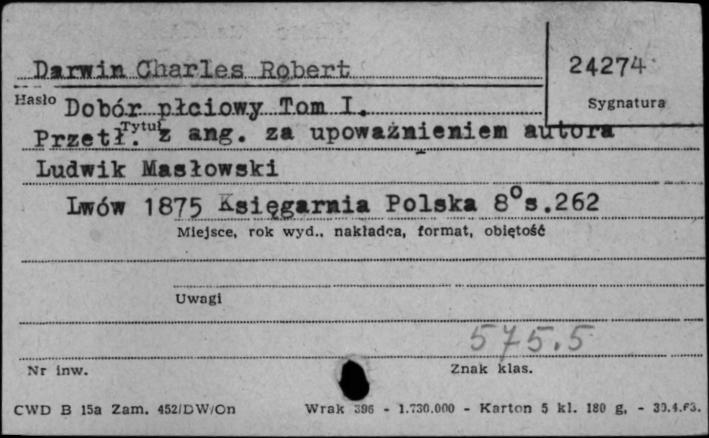 Darwin Charles Robert
24274
Hasło
Sygnatura
Dobór płciowy Tom I.
Tytuł
Przetł. z ang. za upoważnieniem autora
Ludwik Masłowski
Lwów 1875 Księgarnia Polska 8° s.262
Miejsce, rok wyd., nakładca, format, objętość
Uwagi
575.5
Nr inw.
Znak klas.
CWD B 15a Zam. 452/DW/On
Wrak 396 - 1.730.000 - Karton 5 kl. 180 g, - 30.4.63.